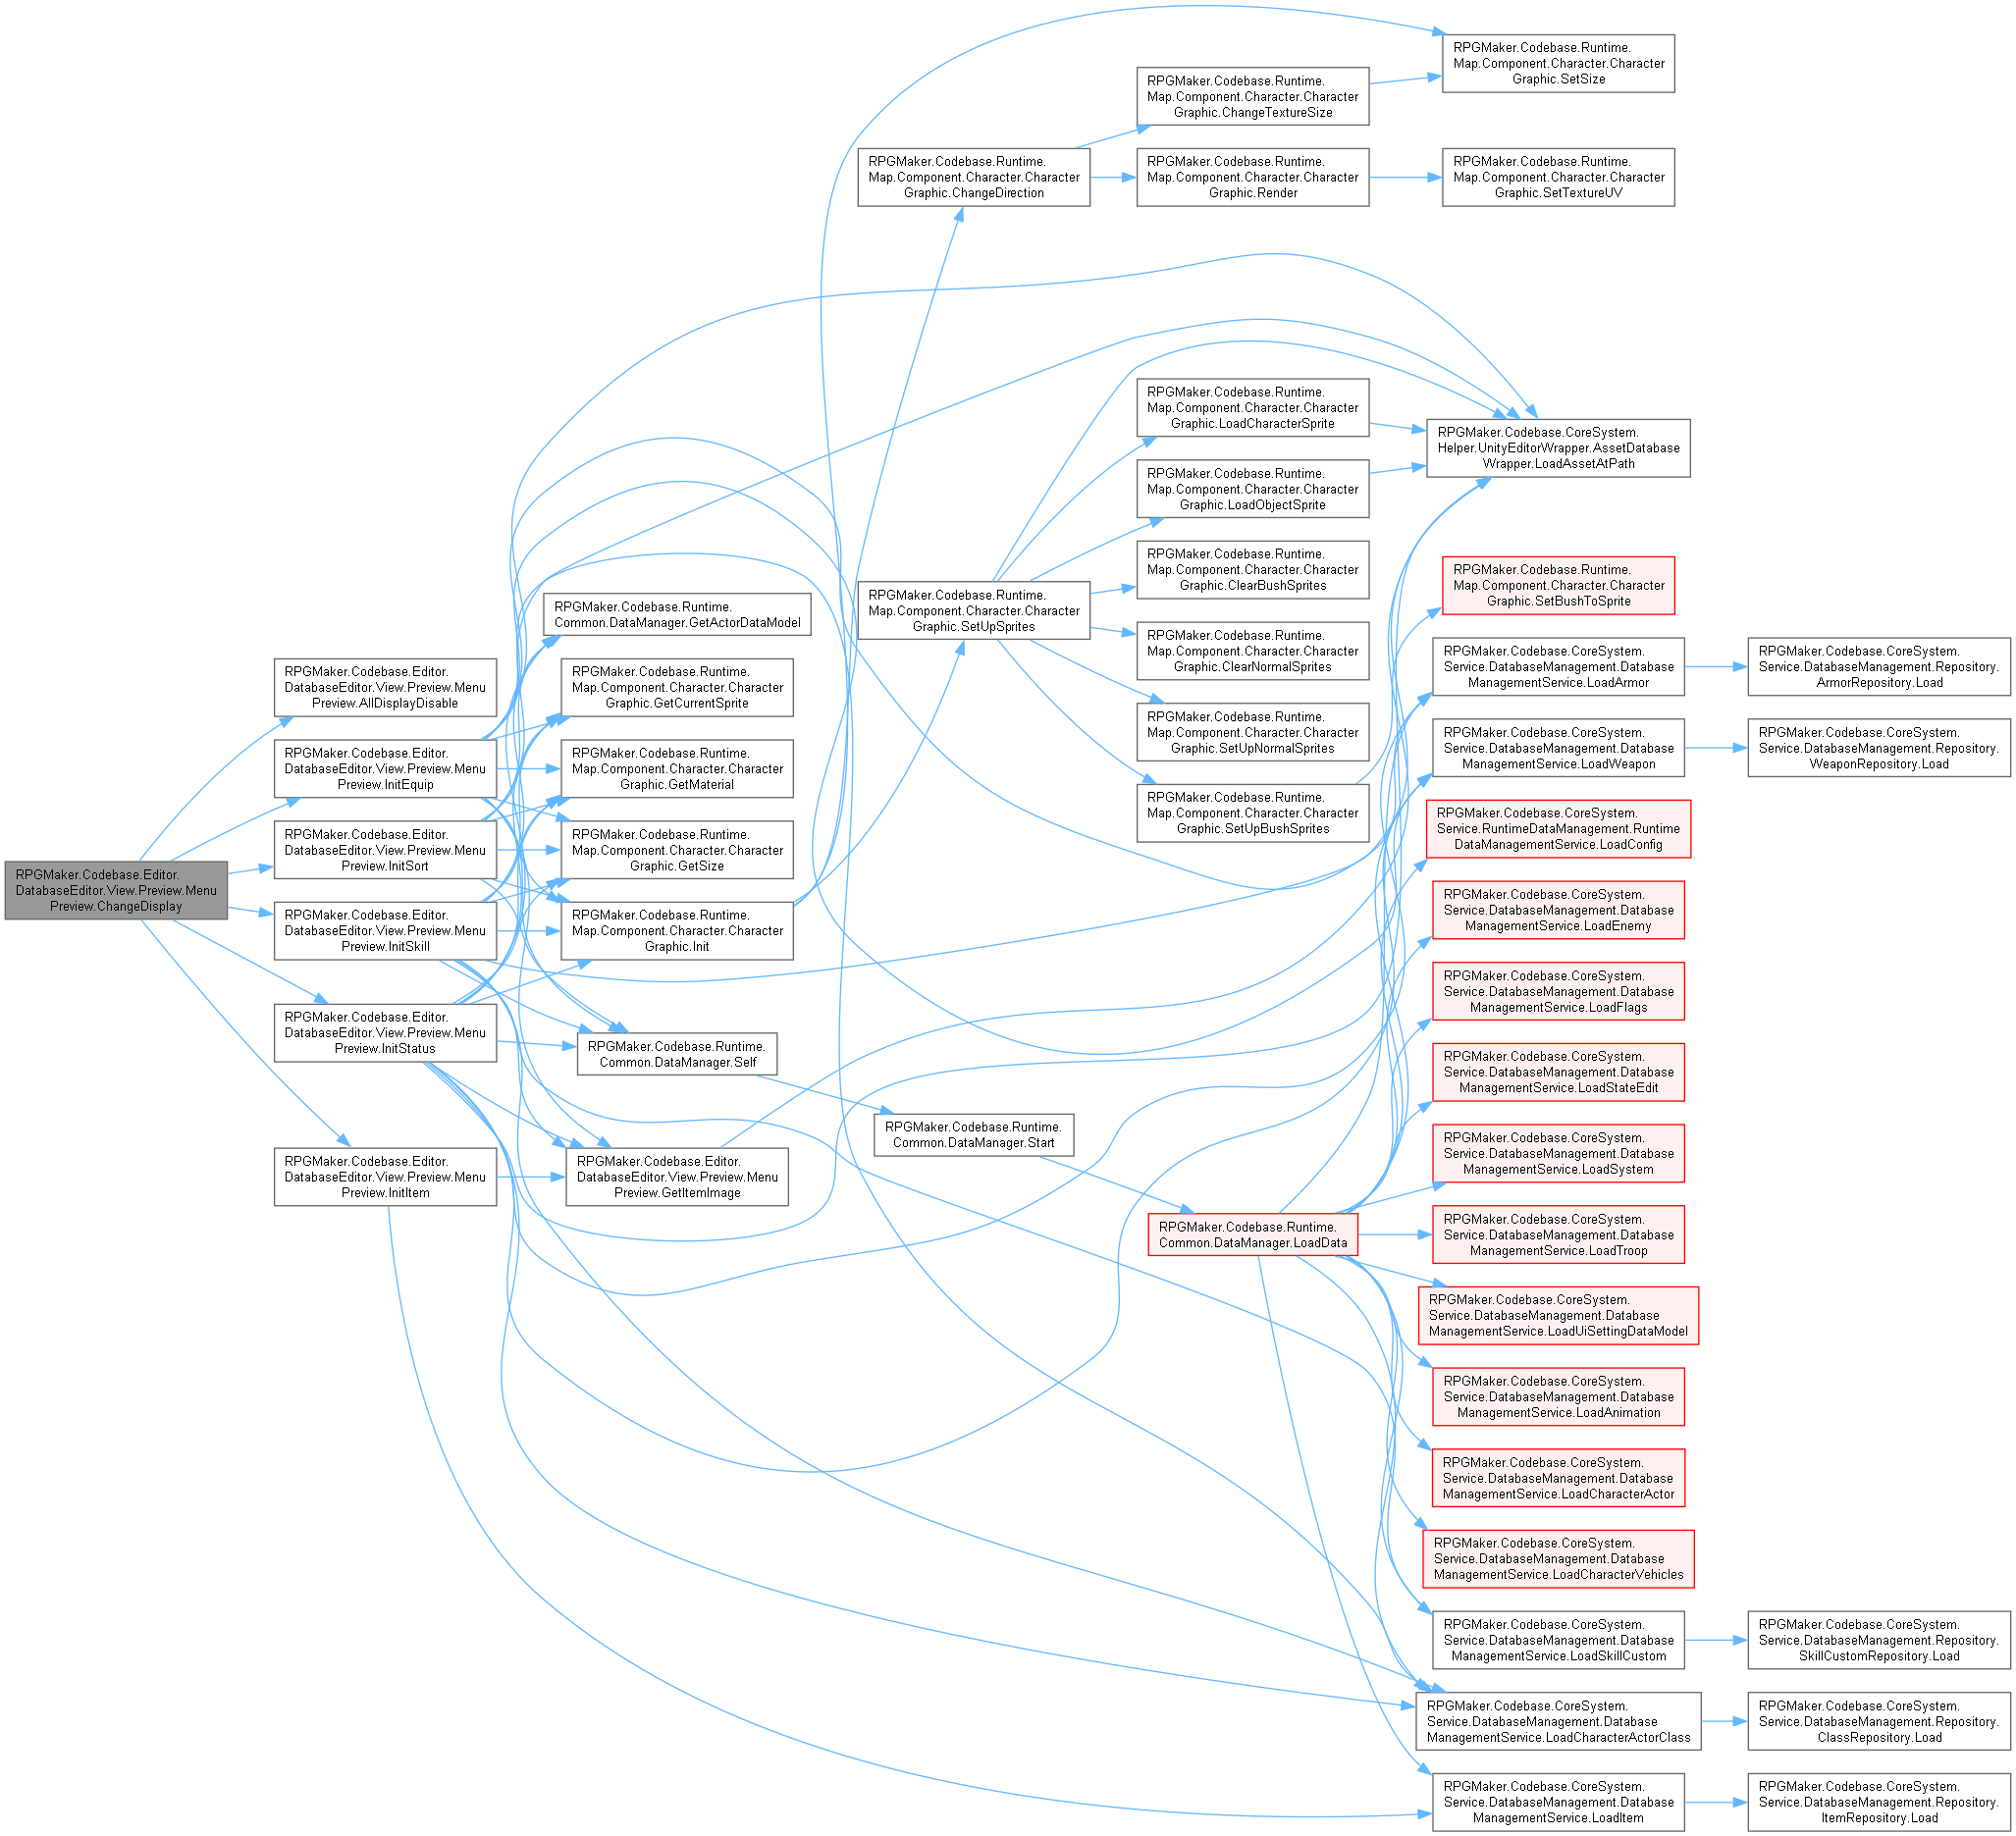 RPGMaker.Codebase.Editor.
DatabaseEditor.View.Preview.Menu
Preview.ChangeDisplay
RPGMaker.Codebase.Editor.
DatabaseEditor.View.Preview.Menu
Preview.AllDisplayDisable
RPGMaker.Codebase.Editor.
DatabaseEditor.View.Preview.Menu
Preview.InitEquip
RPGMaker.Codebase.Editor.
DatabaseEditor.View.Preview.Menu
Preview.InitSort
RPGMaker.Codebase.Editor.
DatabaseEditor.View.Preview.Menu
Preview.InitSkill
RPGMaker.Codebase.Editor.
DatabaseEditor.View.Preview.Menu
Preview.InitStatus
RPGMaker.Codebase.Editor.
DatabaseEditor.View.Preview.Menu
Preview.InitItem
RPGMaker.Codebase.Runtime.
Common.DataManager.GetActorDataModel
RPGMaker.Codebase.Runtime.
Map.Component.Character.Character
Graphic.GetCurrentSprite
RPGMaker.Codebase.Runtime.
Map.Component.Character.Character
Graphic.GetMaterial
RPGMaker.Codebase.Runtime.
Map.Component.Character.Character
Graphic.GetSize
RPGMaker.Codebase.Runtime.
Map.Component.Character.Character
Graphic.Init
RPGMaker.Codebase.Runtime.
Common.DataManager.Self
RPGMaker.Codebase.Editor.
DatabaseEditor.View.Preview.Menu
Preview.GetItemImage
RPGMaker.Codebase.Runtime.
Map.Component.Character.Character
Graphic.ChangeDirection
RPGMaker.Codebase.Runtime.
Map.Component.Character.Character
Graphic.SetUpSprites
RPGMaker.Codebase.Runtime.
Common.DataManager.Start
RPGMaker.Codebase.Runtime.
Map.Component.Character.Character
Graphic.ChangeTextureSize
RPGMaker.Codebase.Runtime.
Map.Component.Character.Character
Graphic.Render
RPGMaker.Codebase.Runtime.
Map.Component.Character.Character
Graphic.LoadCharacterSprite
RPGMaker.Codebase.Runtime.
Map.Component.Character.Character
Graphic.LoadObjectSprite
RPGMaker.Codebase.Runtime.
Map.Component.Character.Character
Graphic.ClearBushSprites
RPGMaker.Codebase.Runtime.
Map.Component.Character.Character
Graphic.ClearNormalSprites
RPGMaker.Codebase.Runtime.
Map.Component.Character.Character
Graphic.SetUpNormalSprites
RPGMaker.Codebase.Runtime.
Map.Component.Character.Character
Graphic.SetUpBushSprites
RPGMaker.Codebase.Runtime.
Common.DataManager.LoadData
RPGMaker.Codebase.Runtime.
Map.Component.Character.Character
Graphic.SetSize
RPGMaker.Codebase.Runtime.
Map.Component.Character.Character
Graphic.SetTextureUV
RPGMaker.Codebase.CoreSystem.
Helper.UnityEditorWrapper.AssetDatabase
Wrapper.LoadAssetAtPath
RPGMaker.Codebase.Runtime.
Map.Component.Character.Character
Graphic.SetBushToSprite
RPGMaker.Codebase.CoreSystem.
Service.DatabaseManagement.Database
ManagementService.LoadArmor
RPGMaker.Codebase.CoreSystem.
Service.DatabaseManagement.Database
ManagementService.LoadWeapon
RPGMaker.Codebase.CoreSystem.
Service.RuntimeDataManagement.Runtime
DataManagementService.LoadConfig
RPGMaker.Codebase.CoreSystem.
Service.DatabaseManagement.Database
ManagementService.LoadEnemy
RPGMaker.Codebase.CoreSystem.
Service.DatabaseManagement.Database
ManagementService.LoadFlags
RPGMaker.Codebase.CoreSystem.
Service.DatabaseManagement.Database
ManagementService.LoadStateEdit
RPGMaker.Codebase.CoreSystem.
Service.DatabaseManagement.Database
ManagementService.LoadSystem
RPGMaker.Codebase.CoreSystem.
Service.DatabaseManagement.Database
ManagementService.LoadTroop
RPGMaker.Codebase.CoreSystem.
Service.DatabaseManagement.Database
ManagementService.LoadUiSettingDataModel
RPGMaker.Codebase.CoreSystem.
Service.DatabaseManagement.Database
ManagementService.LoadAnimation
RPGMaker.Codebase.CoreSystem.
Service.DatabaseManagement.Database
ManagementService.LoadCharacterActor
RPGMaker.Codebase.CoreSystem.
Service.DatabaseManagement.Database
ManagementService.LoadCharacterVehicles
RPGMaker.Codebase.CoreSystem.
Service.DatabaseManagement.Database
ManagementService.LoadSkillCustom
RPGMaker.Codebase.CoreSystem.
Service.DatabaseManagement.Database
ManagementService.LoadCharacterActorClass
RPGMaker.Codebase.CoreSystem.
Service.DatabaseManagement.Database
ManagementService.LoadItem
RPGMaker.Codebase.CoreSystem.
Service.DatabaseManagement.Repository.
ArmorRepository.Load
RPGMaker.Codebase.CoreSystem.
Service.DatabaseManagement.Repository.
WeaponRepository.Load
RPGMaker.Codebase.CoreSystem.
Service.DatabaseManagement.Repository.
SkillCustomRepository.Load
RPGMaker.Codebase.CoreSystem.
Service.DatabaseManagement.Repository.
ClassRepository.Load
RPGMaker.Codebase.CoreSystem.
Service.DatabaseManagement.Repository.
ItemRepository.Load